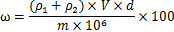 ω = (ρ₁ + ρ₂) × V × d / m × 10⁶ × 100